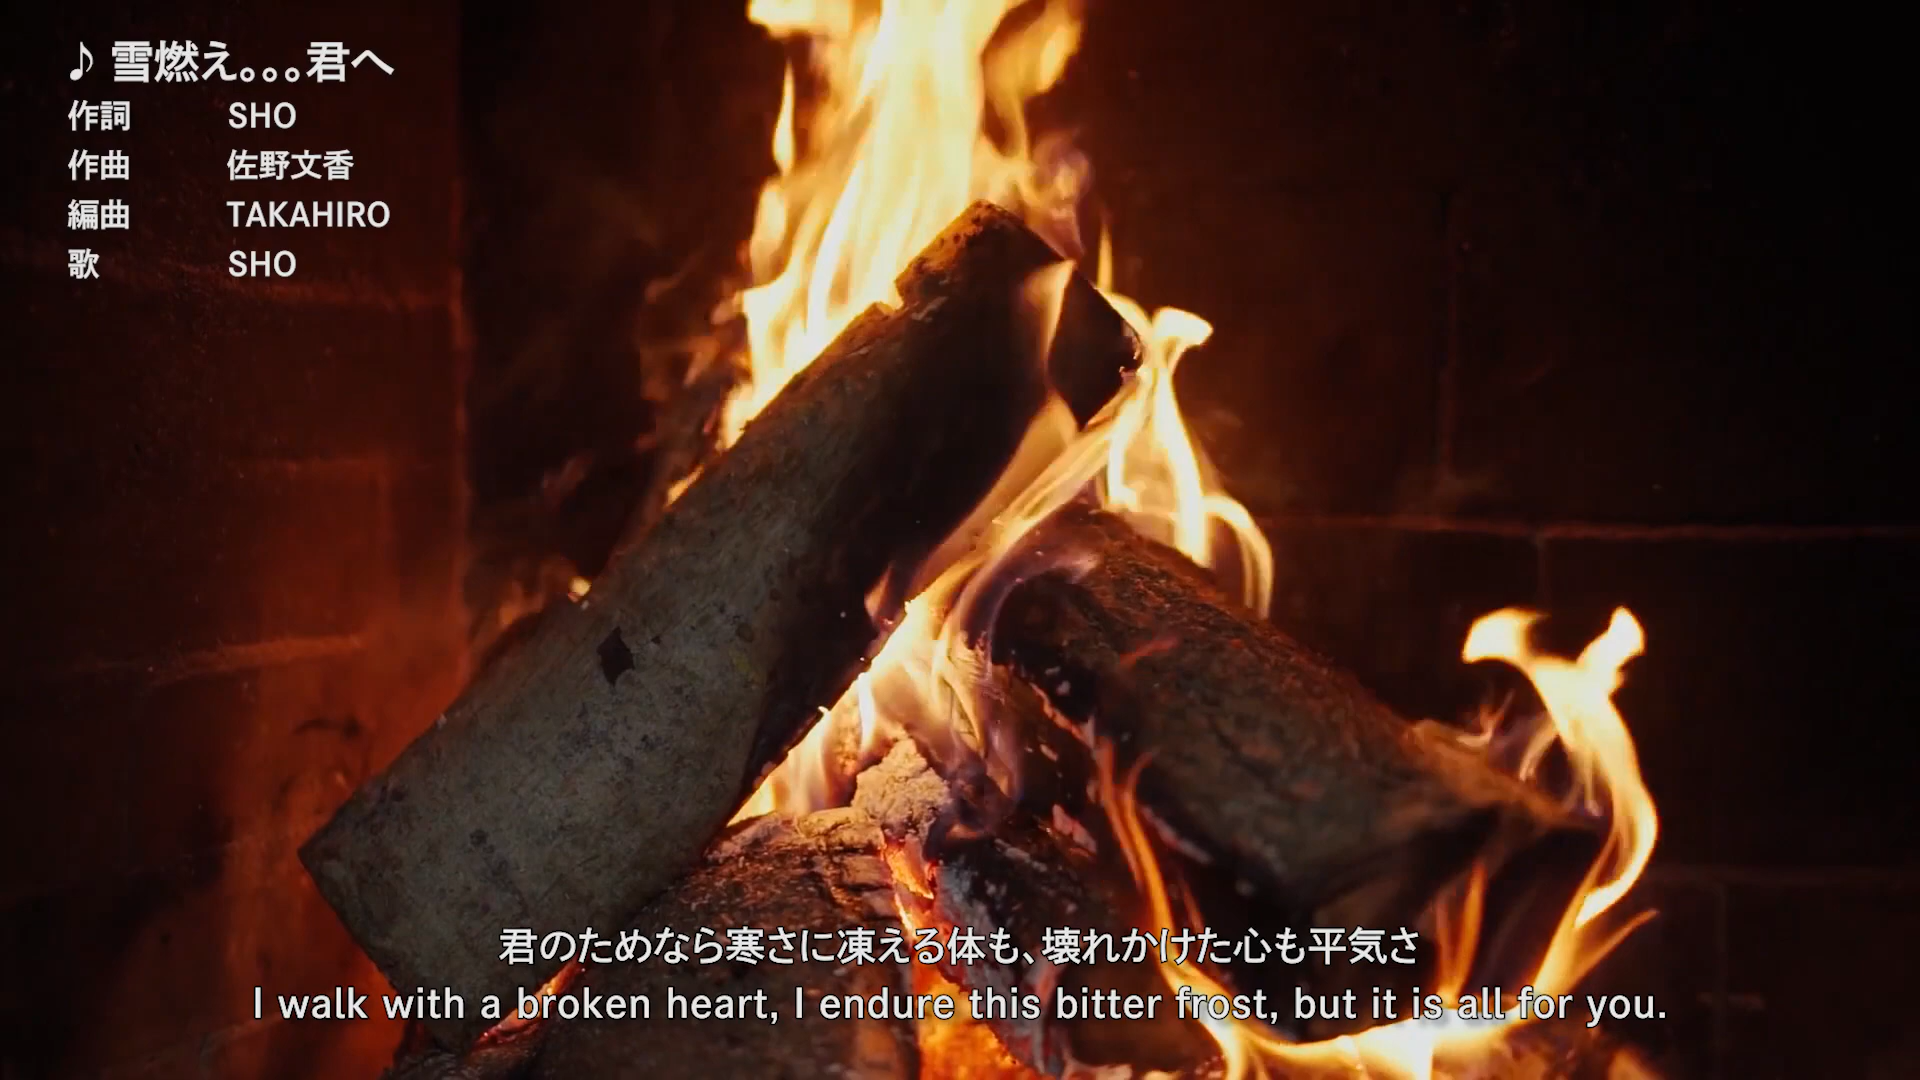 ♪ 雪燃え。。。君へ
作詞 SHO
作曲 佐野文香
編曲 TAKAHIRO
歌 SHO
君のためなら寒さに凍える体も、壊れかけた心も平気さ
I walk with a broken heart, I endure this bitter frost, but it is all for you.